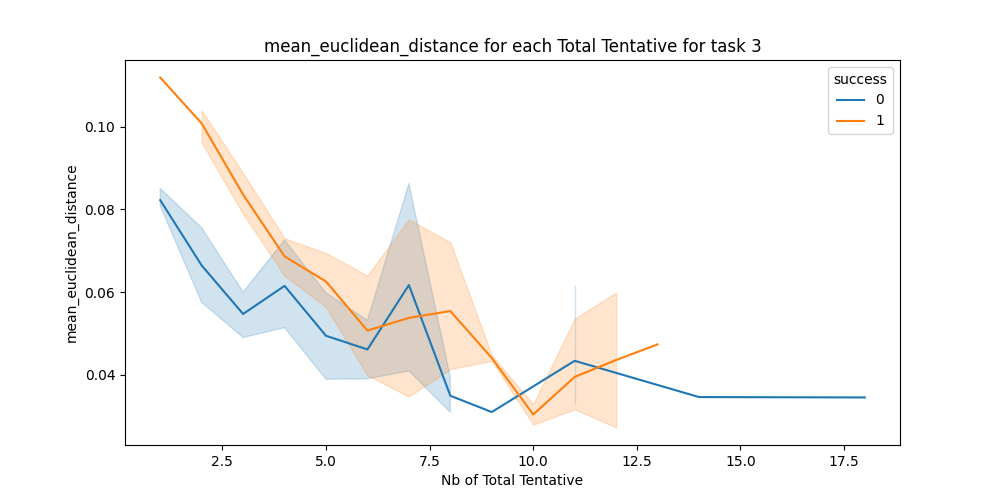 mean_euclidean_distance for each Total Tentative for task 3
success
0
1
mean_euclidean_distance
0.10
0.08
0.06
0.04
2.5 5.0 7.5 10.0 12.5 15.0 17.5
Nb of Total Tentative